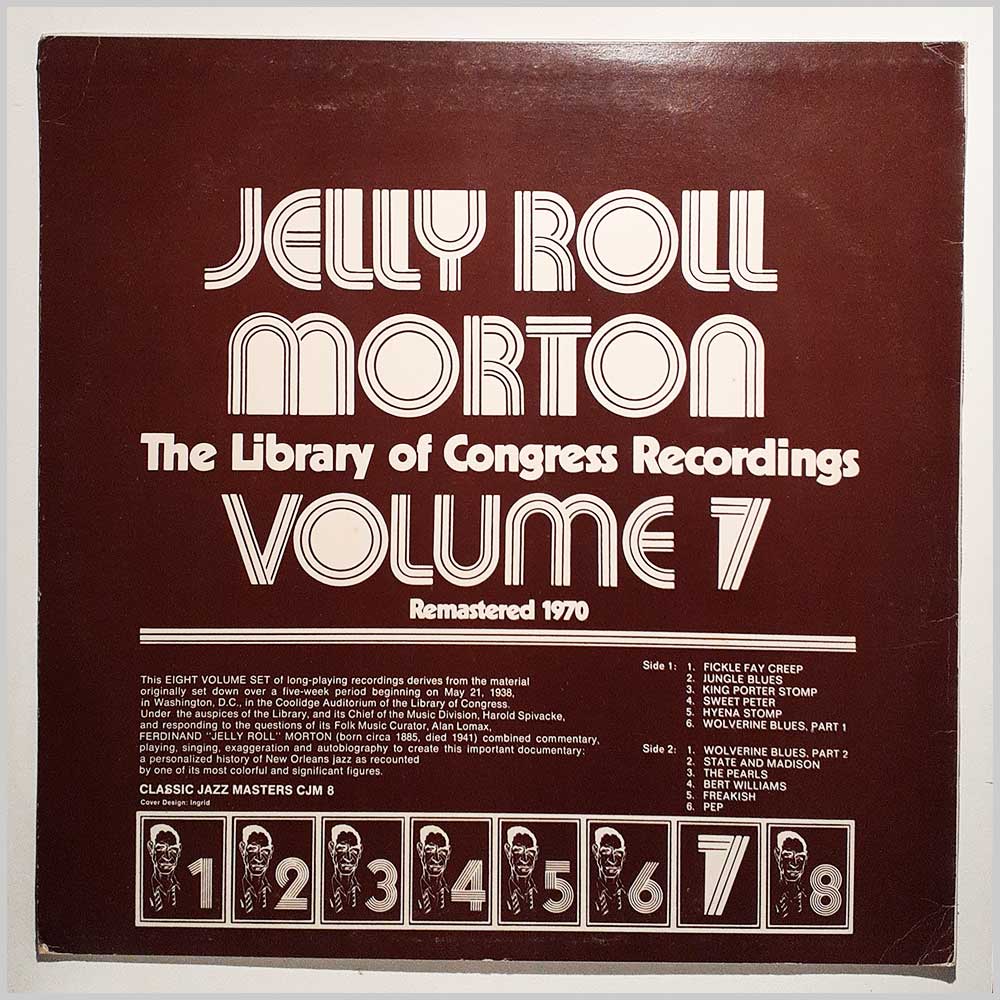 JELLY ROLL
MORTON
The Library of Congress Recordings
VOLUME 7
Remastered 1970
This EIGHT VOLUME SET of long-playing recordings derives from the material
originally set down over a five-week period beginning on May 21, 1938,
in Washington, D.C., in the Coolidge Auditorium of the Library of Congress.
Under the auspices of the Library, and its Chief of the Music Division, Harold Spivacke,
and responding to the questions of its Folk Music Curator, Alan Lomax,
FERDINAND "JELLY ROLL" MORTON (born circa 1885, died 1941) combined commentary,
playing, singing, exaggeration and autobiography to create this important documentary:
a personalized history of New Orleans jazz as recounted
by one of its most colorful and significant figures.
CLASSIC JAZZ MASTERS CJM 8
Cover Design: Ingrid
Side 1: 1. FICKLE FAY CREEP
2. JUNGLE BLUES
3. KING PORTER STOMP
4. SWEET PETER
5. HYENA STOMP
6. WOLVERINE BLUES, PART 1
Side 2: 1. WOLVERINE BLUES, PART 2
2. STATE AND MADISON
3. THE PEARLS
4. BERT WILLIAMS
5. FREAKISH
6. PEP
1 2 3 4 5 6 7 8